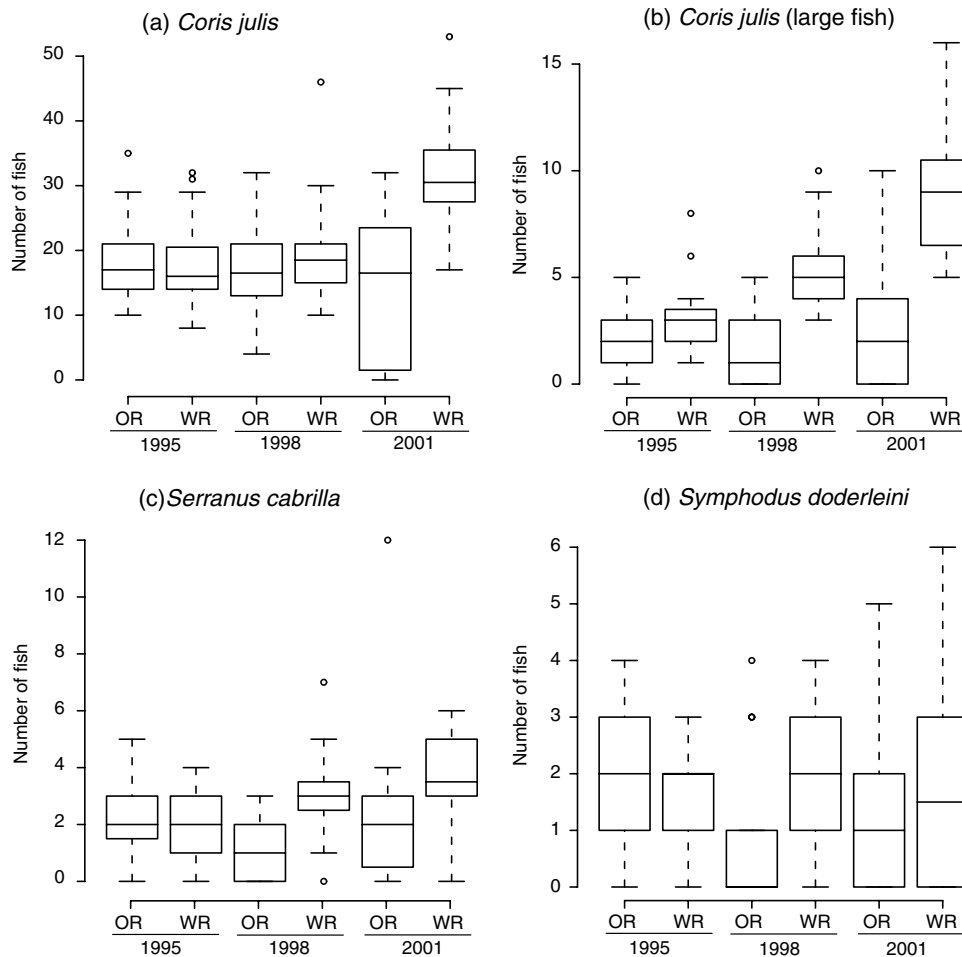 (a) Coris julis
Number of fish
50
40
30
20
10
0
OR WR OR WR OR WR
1995 1998 2001
(b) Coris julis (large fish)
Number of fish
15
10
5
0
OR WR OR WR OR WR
1995 1998 2001
(c)Serranus cabrilla
Number of fish
12
10
8
6
4
2
0
OR WR OR WR OR WR
1995 1998 2001
(d) Symphodus doderleini
Number of fish
6
5
4
3
2
1
0
OR WR OR WR OR WR
1995 1998 2001